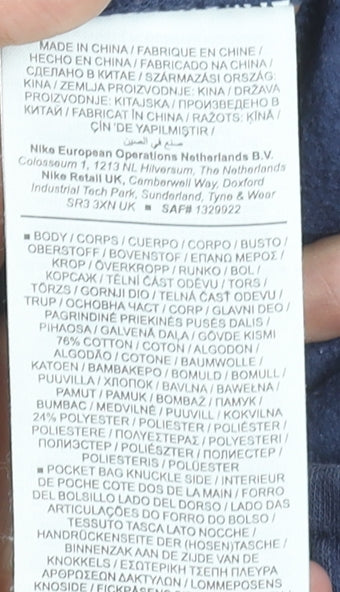 MADE IN CHINA / FABRIQUE EN CHINE /
HECHO EN CHINA / FABRICADO NA CHINA /
СДЕЛАНО В КИТАЕ / SZÁRMAZÁSI ORSZÁG:
KÍNA / ZEMLJA PROIZVODNJE: KINA / DRŽAVA
PROIZVODNJE: KITAJSKA / ПРОИЗВЕДЕНО В
КИТАЙ / FABRICAT ÎN CHINA / RAŽOTS: ĶĪNĀ /
ÇİN 'DE YAPILMIŞTIR /
صنع في الصين
Nike European Operations Netherlands B.V.
Colosseum 1, 1213 NL Hilversum, The Netherlands
Nike Retail UK, Camberwell Way, Doxford
Industrial Tech Park, Sunderland, Tyne & Wear
SR3 3XN UK ■ SAF# 1329922
■ BODY / CORPS / CUERPO / CORPO / BUSTO /
OBERSTOFF / BOVENSTOF / ΕΠΑΝΩ ΜΕΡΟΣ /
KROP / ÖVERKROPP / RUNKO / BOL /
КОРСАЖ / TĚLNÍ ČÁST ODĚVU / TÖRS /
TÖRZS / GORNJI DIO / TELNÁ ČASŤ ODEVU /
TRUP / ОСНОВНА ЧАСТ / CORP / GLAVNI DEO /
PAGRINDINĖ PRIEKINĖS PUSĖS DALIS /
PIHAOSA / GALVENĀ DAĻA / GÖVDE KISMI
76% COTTON / COTON / ALGODON /
ALGODÃO / COTONE / BAUMWOLLE /
KATOEN / ΒΑΜΒΑΚΕΡΟ / BOMULD / BOMULL /
PUUVILLA / ХЛОПОК / BAVLNA / BAWEŁNA /
PAMUT / PAMUK / BOMBAŽ / ПАМУК /
BUMBAC / MEDVILNĖ / PUUVILL / KOKVILNA
24% POLYESTER / POLIESTER / POLIÉSTER /
POLIESTERE / ΠΟΛΥΕΣΤΕΡΑΣ / POLYESTERI /
ПОЛИЭСТЕР / POLIÉSZTER / ПОЛИЕСТЕР /
POLIESTERIS / POLÜESTER
■ POCKET BAG KNUCKLE SIDE / INTERIEUR
DE POCHE COTE DOS DE LA MAIN / FORRO
DEL BOLSILLO LADO DEL DORSO / LADO DAS
ARTICULAÇÕES DO FORRO DO BOLSO /
TESSUTO TASCA LATO NOCCHE /
HANDRÜCKENSEITE DER (HOSEN)TASCHE /
BINNENZAK AAN DE ZIJDE VAN DE
KNOKKELS / ΕΣΩΤΕΡΙΚΗ ΤΣΕΠΗ ΠΛΕΥΡΑ
ΑΡΘΡΩΣΕΩΝ ΔΑΚΤΥΛΩΝ / LOMMEPOSENS
KNOSIDE /